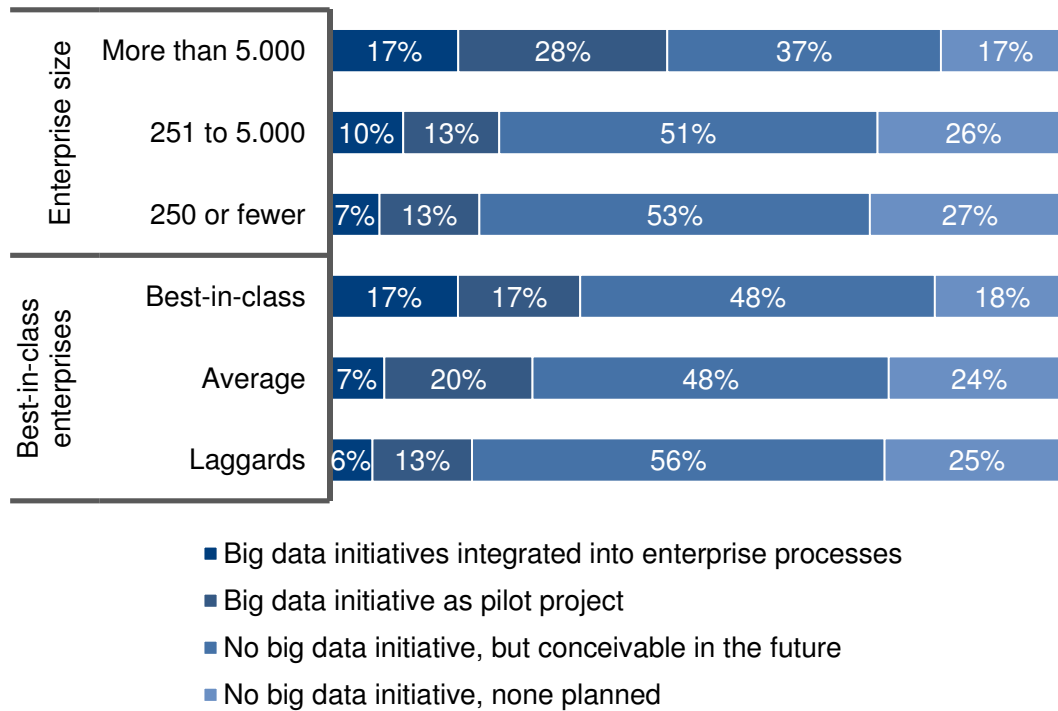 Enterprise size
More than 5.000
17% 28% 37% 17%
251 to 5.000
10% 13% 51% 26%
250 or fewer
7% 13% 53% 27%
Best-in-class
enterprises
Best-in-class
17% 17% 48% 18%
Average
7% 20% 48% 24%
Laggards
6% 13% 56% 25%
Big data initiatives integrated into enterprise processes
Big data initiative as pilot project
No big data initiative, but conceivable in the future
No big data initiative, none planned